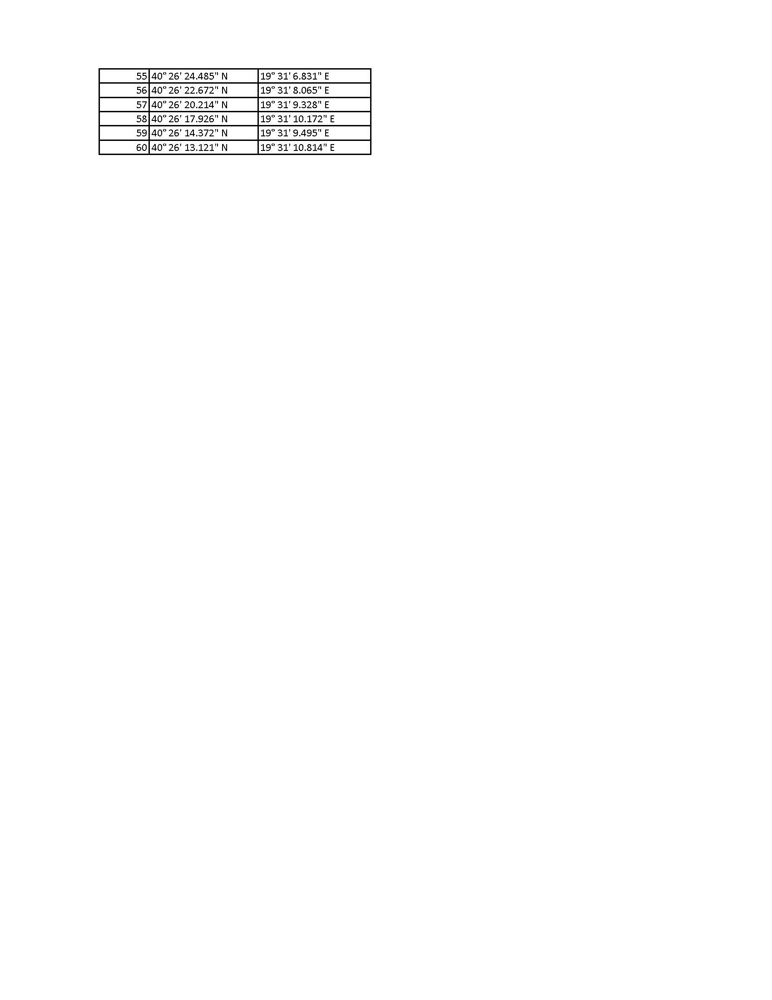 55 40° 26' 24.485" N 19° 31' 6.831" E
56 40° 26' 22.672" N 19° 31' 8.065" E
57 40° 26' 20.214" N 19° 31' 9.328" E
58 40° 26' 17.926" N 19° 31' 10.172" E
59 40° 26' 14.372" N 19° 31' 9.495" E
60 40° 26' 13.121" N 19° 31' 10.814" E